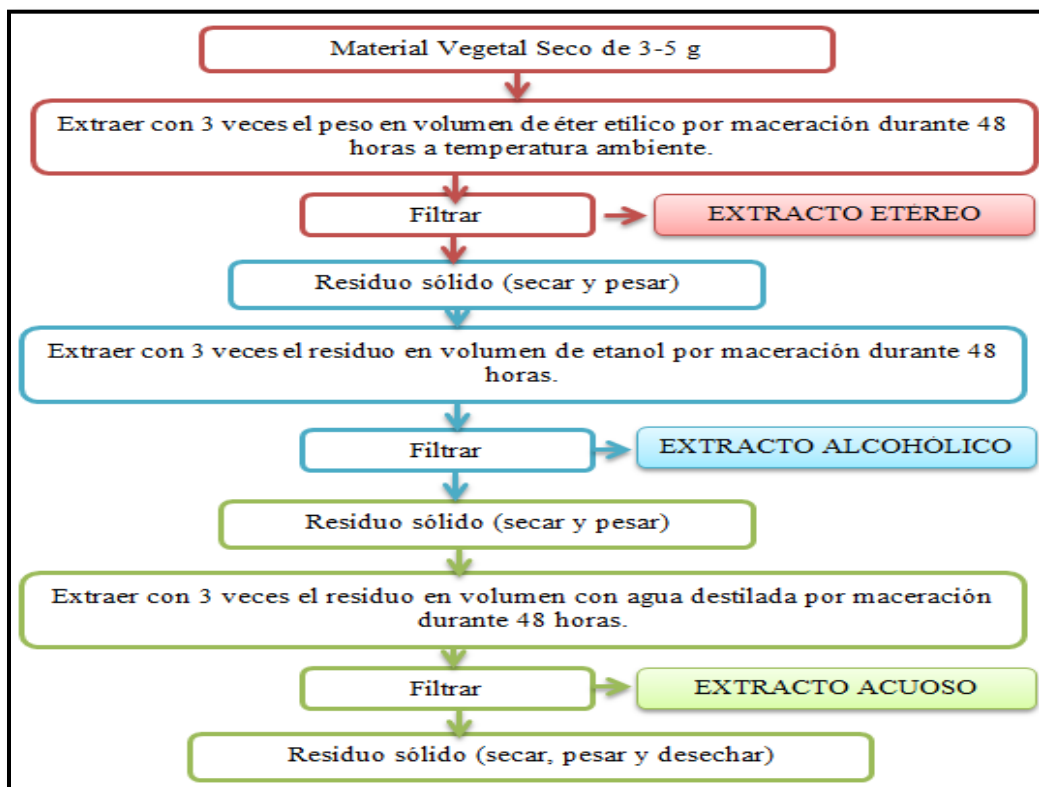 Material Vegetal Seco de 3-5 g
Extraer con 3 veces el peso en volumen de éter etílico por maceración durante 48
horas a temperatura ambiente.
Filtrar
EXTRACTO ETÉREO
Residuo sólido (secar y pesar)
Extraer con 3 veces el residuo en volumen de etanol por maceración durante 48
horas.
Filtrar
EXTRACTO ALCOHÓLICO
Residuo sólido (secar y pesar)
Extraer con 3 veces el residuo en volumen con agua destilada por maceración
durante 48 horas.
Filtrar
EXTRACTO ACUOSO
Residuo sólido (secar, pesar y desechar)